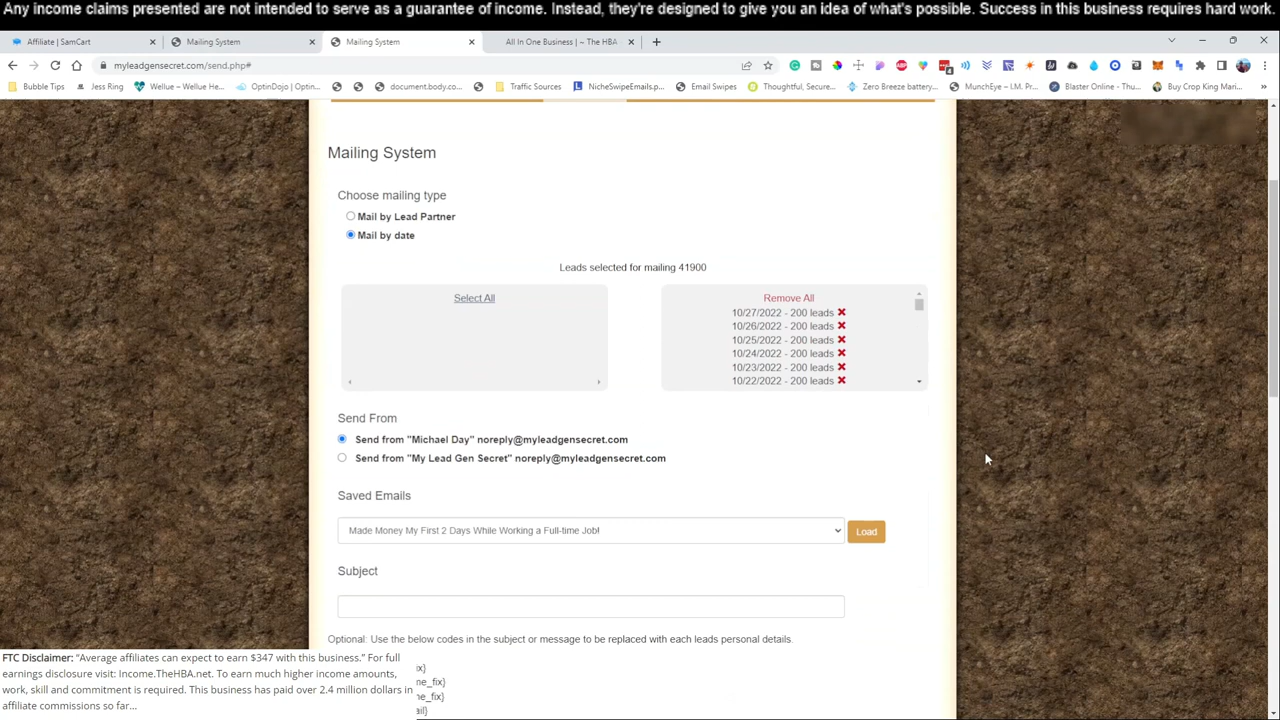 Any income claims presented are not intended to serve as a guarantee of income. Instead, they're designed to give you an idea of what's possible. Success in this business requires hard work.
Affiliate | SamCart
Mailing System
Mailing System
All In One Business | ~ The HBA
myleadgensecret.com/send.php#
Bubble Tips
Jess Ring
Wellue – Wellue He...
OptinDojo | Optin...
document.body.co...
Traffic Sources
NicheSwipeEmails.p...
Email Swipes
Thoughtful, Secure...
Zero Breeze battery...
MunchEye – I.M. Pr...
Blaster Online - Thu...
Buy Crop King Mari...
Mailing System
Choose mailing type
Mail by Lead Partner
Mail by date
Leads selected for mailing 41900
Select All
Remove All
10/27/2022 - 200 leads
10/26/2022 - 200 leads
10/25/2022 - 200 leads
10/24/2022 - 200 leads
10/23/2022 - 200 leads
10/22/2022 - 200 leads
Send From
Send from "Michael Day" noreply@myleadgensecret.com
Send from "My Lead Gen Secret" noreply@myleadgensecret.com
Saved Emails
Made Money My First 2 Days While Working a Full-time Job!
Load
Subject
Optional: Use the below codes in the subject or message to be replaced with each leads personal details.
ix}
ne_fix}
ne_fix}
ail}
FTC Disclaimer: “Average affiliates can expect to earn $347 with this business.” For full
earnings disclosure visit: Income.TheHBA.net. To earn much higher income amounts,
work, skill and commitment is required. This business has paid over 2.4 million dollars in
affiliate commissions so far...